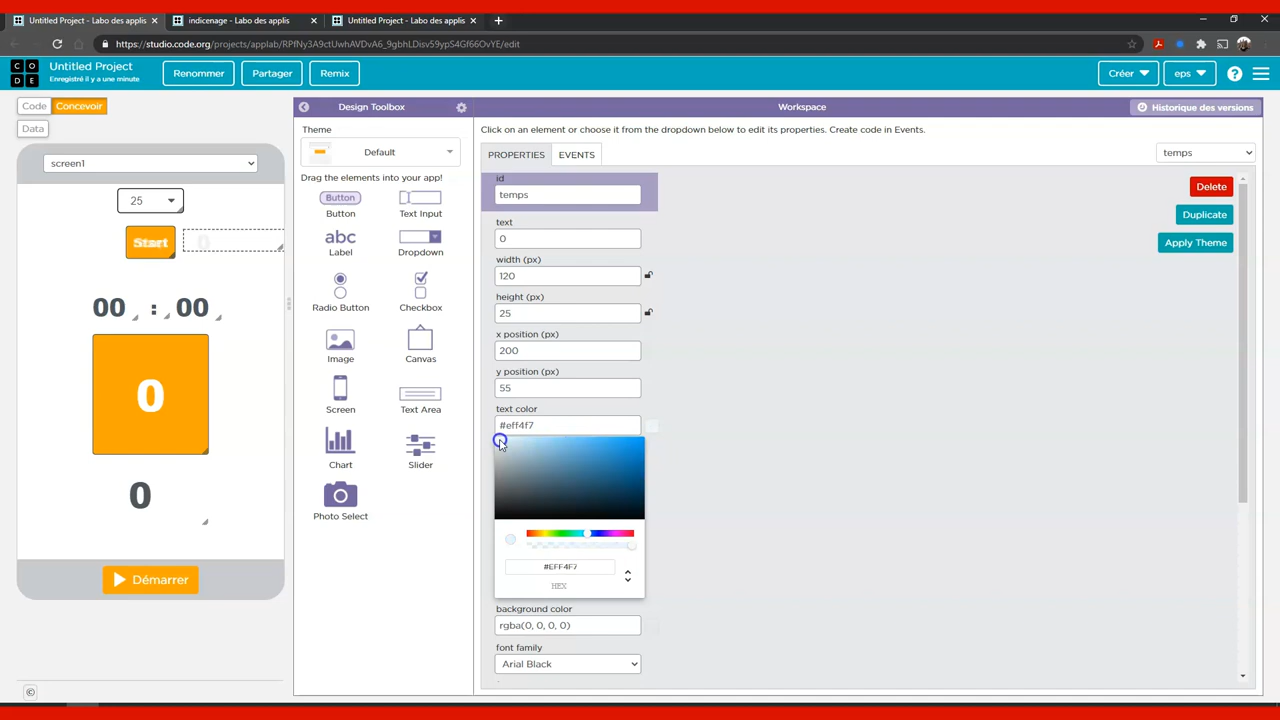 Untitled Project - Labo des applis
indicenage - Labo des applis
Untitled Project - Labo des applis
https://studio.code.org/projects/applab/RPfNy3A9ctUwhAVDvA6_9gbhLDisv59ypS4Gf66OvYE/edit
CODE
Untitled Project
Enregistré il y a une minute
Renommer
Partager
Remix
Créer
eps
Code
Concevoir
Data
Design Toolbox
Workspace
Historique des versions
screen1
25
Start
0
00 : 00
0
0
Démarrer
Theme
Default
Drag the elements into your app!
Button
Button
Text Input
abc
Label
Dropdown
Radio Button
Checkbox
Image
Canvas
Screen
Text Area
Chart
Slider
Photo Select
Click on an element or choose it from the dropdown below to edit its properties. Create code in Events.
PROPERTIES
EVENTS
temps
id
temps
text
0
width (px)
120
height (px)
25
x position (px)
200
y position (px)
55
text color
#eff4f7
#EFF4F7
HEX
background color
rgba(0, 0, 0, 0)
font family
Arial Black
Delete
Duplicate
Apply Theme
©